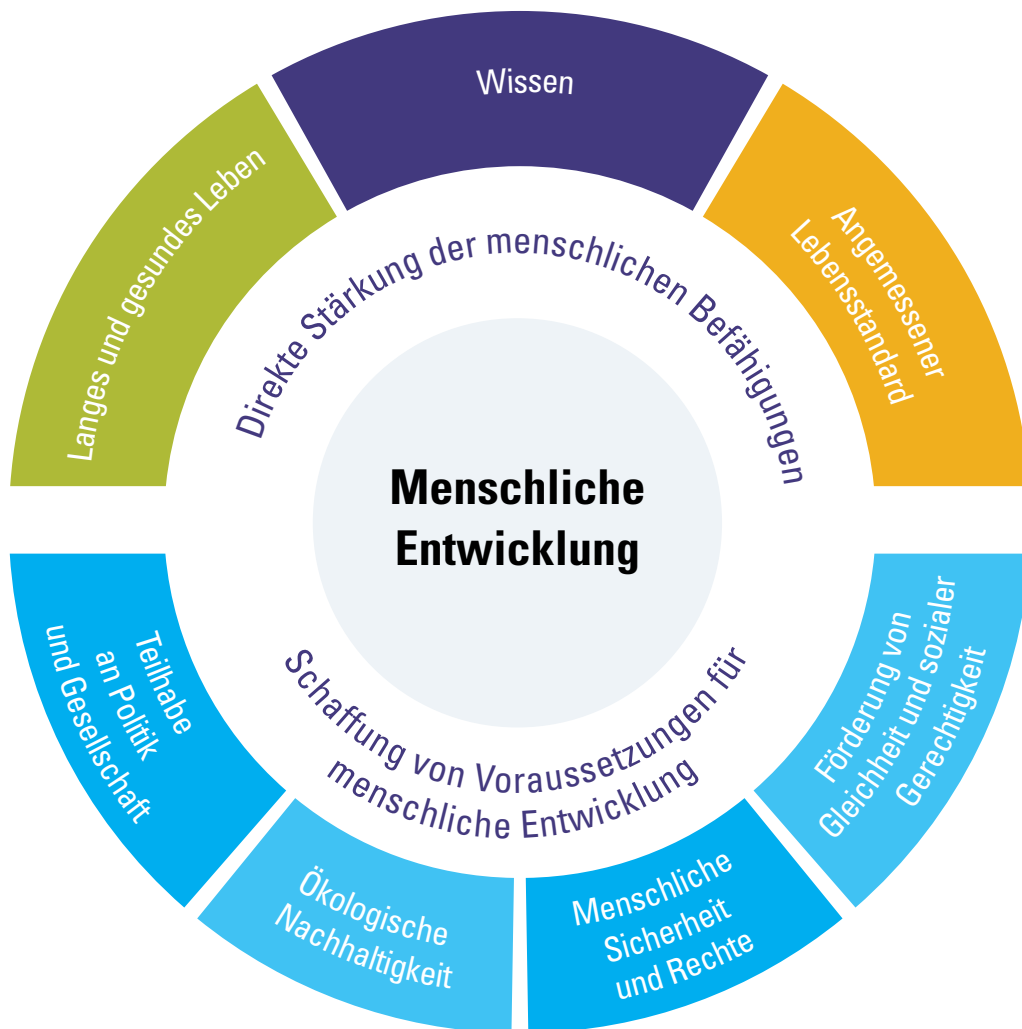 Wissen
Langes und gesundes Leben
Angemessener
Lebensstandard
Direkte Stärkung der menschlichen Befähigungen
Menschliche
Entwicklung
Schaffung von Voraussetzungen für
menschliche Entwicklung
Teilhabe
an Politik
und Gesellschaft
Ökologische
Nachhaltigkeit
Menschliche
Sicherheit
und Rechte
Förderung von
Gleichheit und sozialer
Gerechtigkeit